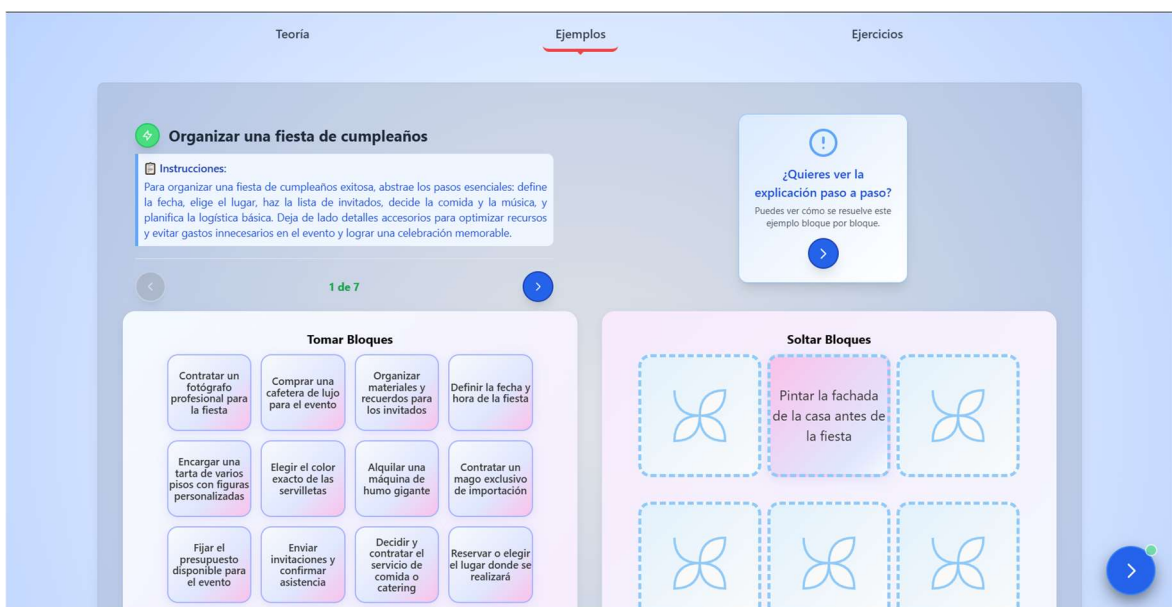 Teoría
Ejemplos
Ejercicios
Organizar una fiesta de cumpleaños
Instrucciones:
Para organizar una fiesta de cumpleaños exitosa, abstrae los pasos esenciales: define
la fecha, elige el lugar, haz la lista de invitados, decide la comida y la música, y
planifica la logística básica. Deja de lado detalles accesorios para optimizar recursos
y evitar gastos innecesarios en el evento y lograr una celebración memorable.
¿Quieres ver la
explicación paso a paso?
Puedes ver cómo se resuelve este
ejemplo bloque por bloque.
1 de 7
Tomar Bloques
Contratar un
fotógrafo
profesional para
la fiesta
Comprar una
cafetera de lujo
para el evento
Organizar
materiales y
recuerdos para
los invitados
Definir la fecha y
hora de la fiesta
Encargar una
tarta de varios
pisos con figuras
personalizadas
Elegir el color
exacto de las
servilletas
Alquilar una
máquina de
humo gigante
Contratar un
mago exclusivo
de importación
Fijar el
presupuesto
disponible para
el evento
Enviar
invitaciones y
confirmar
asistencia
Decidir y
contratar el
servicio de
comida o
catering
Reservar o elegir
el lugar donde se
realizará
Soltar Bloques
Pintar la fachada
de la casa antes de
la fiesta